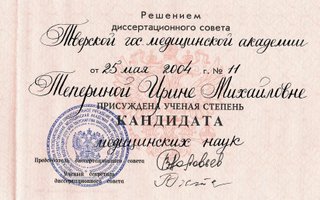 Решением
диссертационного совета
Тверской гос медицинской академии
от 25 мая 2004 г. № 11
Тепериной Ирине Михайловне
ПРИСУЖДЕНА УЧЕНАЯ СТЕПЕНЬ
КАНДИДАТА
медицинских наук
Председатель диссертационного совета
Ученый секретарь
диссертационного совета